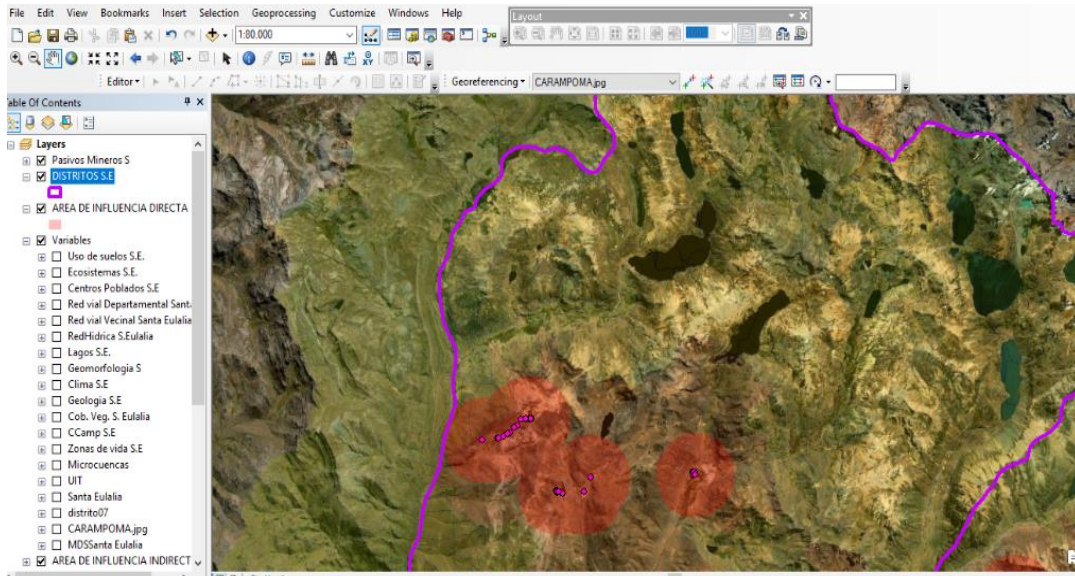 File Edit View Bookmarks Insert Selection Geoprocessing Customize Windows Help
Layout
1:80.000
Editor
Georeferencing
CARAMPOMA.jpg
Table Of Contents
Layers
Pasivos Mineros S
DISTRITOS S.E
AREA DE INFLUENCIA DIRECTA
Variables
Uso de suelos S.E.
Ecosistemas S.E.
Centros Poblados S.E
Red vial Departamental Sant.
Red vial Vecinal Santa Eulalia
RedHidrica S.Eulalia
Lagos S.E.
Geomorfologia S
Clima S.E
Geologia S.E
Cob. Veg. S. Eulalia
CCamp S.E
Zonas de vida S.E
Microcuencas
UIT
Santa Eulalia
distrito07
CARAMPOMA.jpg
MDSSanta Eulalia
AREA DE INFLUENCIA INDIRECT